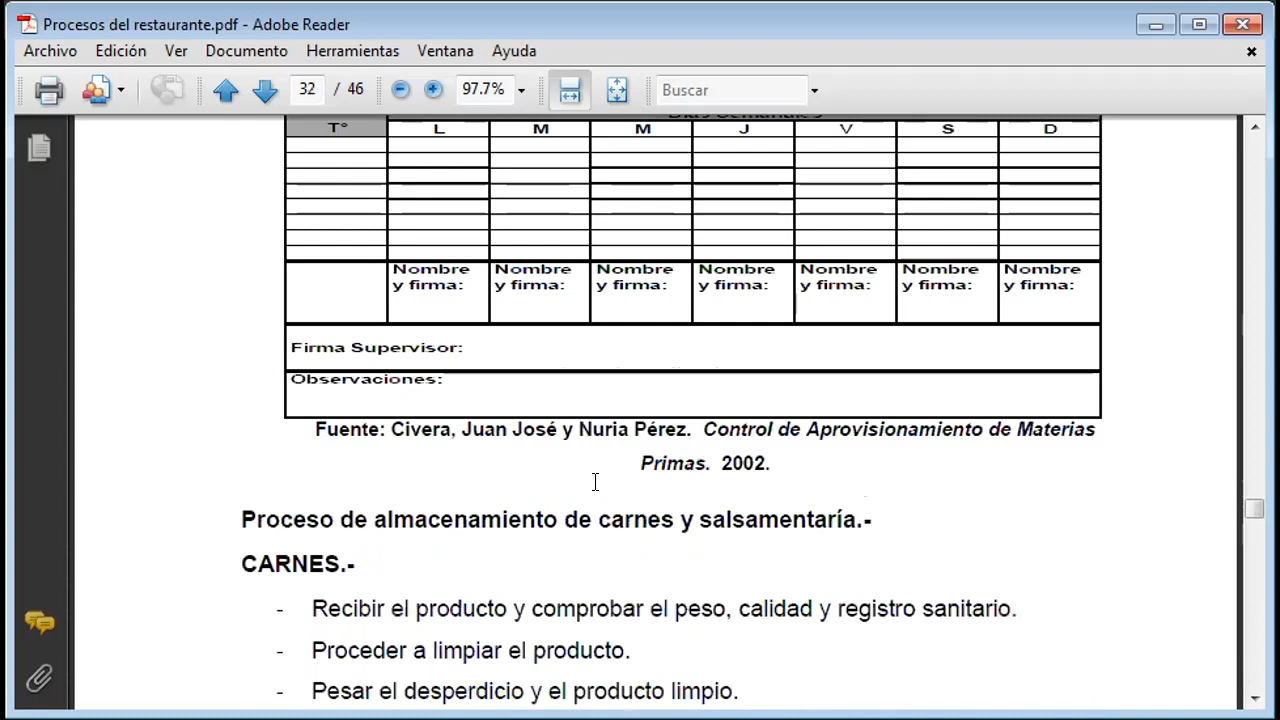 Procesos del restaurante.pdf - Adobe Reader
Archivo Edición Ver Documento Herramientas Ventana Ayuda
32 / 46 97.7% Buscar
Días Semanales
T° L M M J V S D
Nombre y firma: Nombre y firma: Nombre y firma: Nombre y firma: Nombre y firma: Nombre y firma: Nombre y firma:
Firma Supervisor:
Observaciones:
Fuente: Civera, Juan José y Nuria Pérez. Control de Aprovisionamiento de Materias
Primas. 2002.
Proceso de almacenamiento de carnes y salsamentaría.-
CARNES.-
- Recibir el producto y comprobar el peso, calidad y registro sanitario.
- Proceder a limpiar el producto.
- Pesar el desperdicio y el producto limpio.